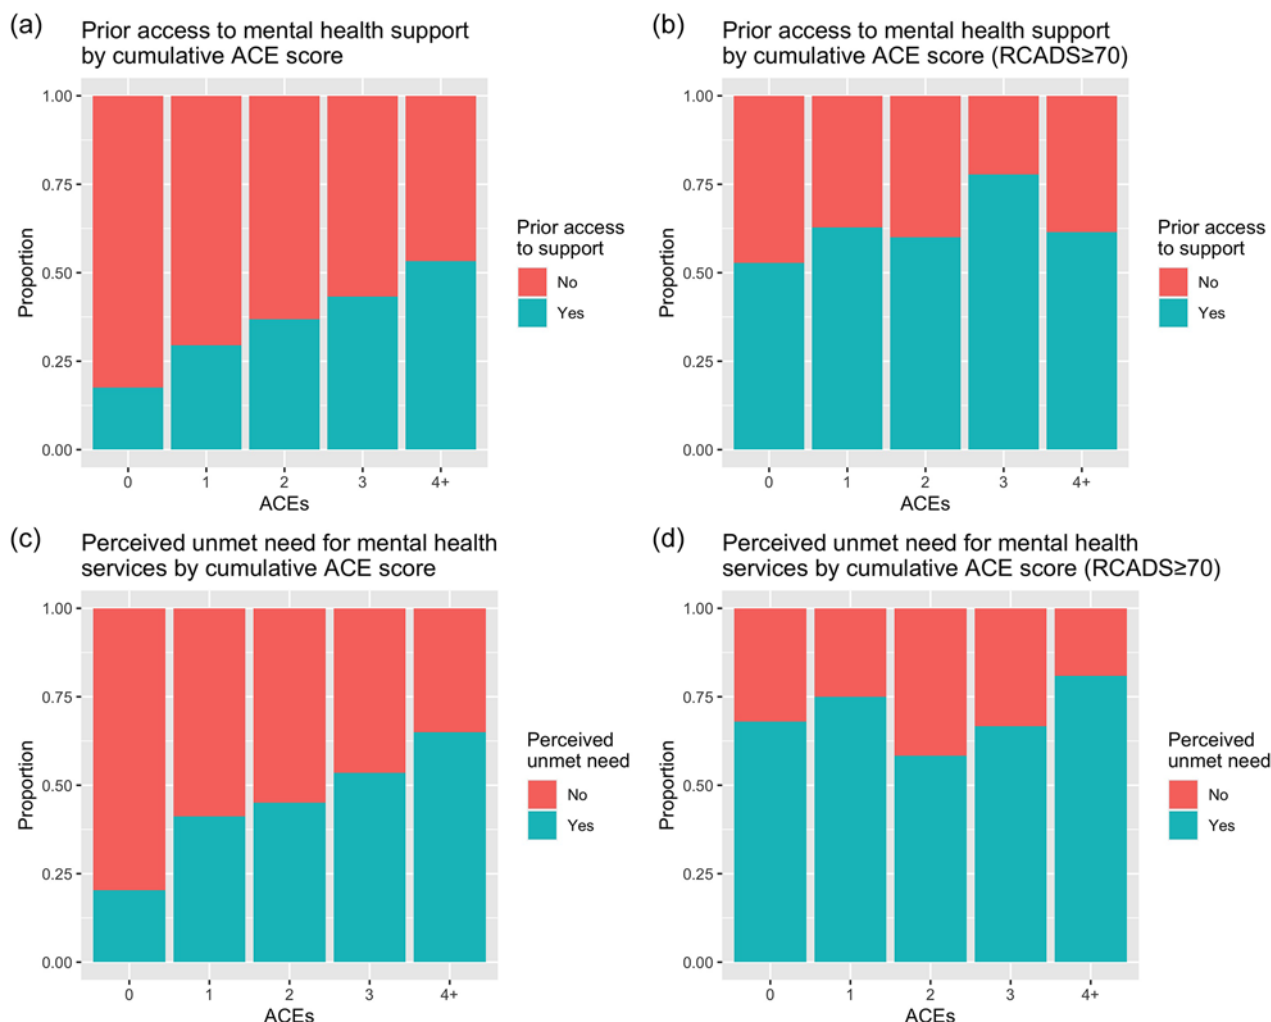 (a) Prior access to mental health support
by cumulative ACE score
1.00
0.75
0.50
0.25
0.00
Proportion
0 1 2 3 4+
ACEs
Prior access
to support
No
Yes
(b) Prior access to mental health support
by cumulative ACE score (RCADS≥70)
1.00
0.75
0.50
0.25
0.00
Proportion
0 1 2 3 4+
ACEs
Prior access
to support
No
Yes
(c) Perceived unmet need for mental health
services by cumulative ACE score
1.00
0.75
0.50
0.25
0.00
Proportion
0 1 2 3 4+
ACEs
Perceived
unmet need
No
Yes
(d) Perceived unmet need for mental health
services by cumulative ACE score (RCADS≥70)
1.00
0.75
0.50
0.25
0.00
Proportion
0 1 2 3 4+
ACEs
Perceived
unmet need
No
Yes